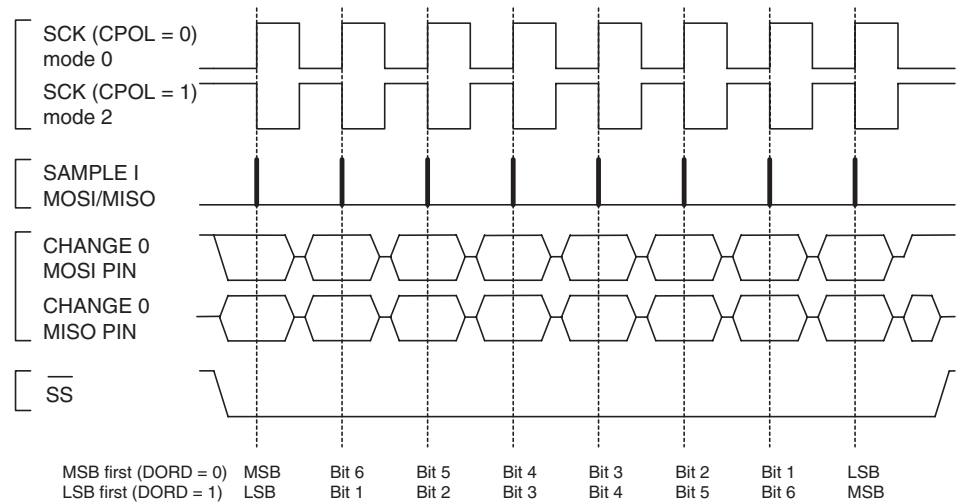 SCK (CPOL = 0)
mode 0
SCK (CPOL = 1)
mode 2
SAMPLE I
MOSI/MISO
CHANGE 0
MOSI PIN
CHANGE 0
MISO PIN
SS
MSB first (DORD = 0) MSB Bit 6 Bit 5 Bit 4 Bit 3 Bit 2 Bit 1 LSB
LSB first (DORD = 1) LSB Bit 1 Bit 2 Bit 3 Bit 4 Bit 5 Bit 6 MSB